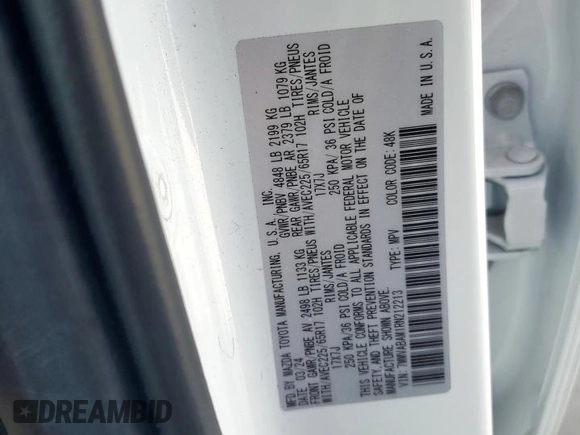 MFD. BY MAZDA TOYOTA MANUFACTURING, U.S.A., INC.
DATE: 03/24 GVWR/PNBV 4848 LB 2199 KG
FRONT GAWR/PNBE AV 2498 LB 1133 KG REAR GAWR/PNBE AR 2379 LB 1079 KG
WITH/AVEC225/65R17 102H TIRES/PNEUS WITH/AVEC225/65R17 102H TIRES/PNEUS
17X7J RIMS/JANTES 17X7J RIMS/JANTES
250 KPA/36 PSI COLD/A FROID 250 KPA/ 36 PSI COLD/A FROID
THIS VEHICLE CONFORMS TO ALL APPLICABLE FEDERAL MOTOR VEHICLE
SAFETY, AND THEFT PREVENTION STANDARDS IN EFFECT ON THE DATE OF
MANUFACTURE SHOWN ABOVE.
VIN: 7MMVABAM1RN212213 TYPE: MPV COLOR CODE: 48K
MADE IN U.S.A.
DREAMBID